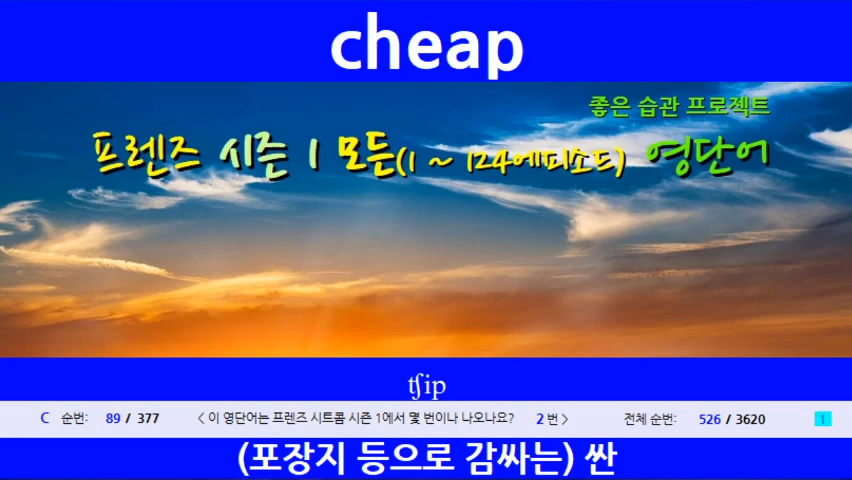 cheap
좋은 습관 프로젝트
프렌즈 시즌 1 모든(1 ~ 124에피소드) 영단어
tʃip
C 순번: 89 / 377 < 이 영단어는 프렌즈 시트콤 시즌 1에서 몇 번이나 나오나요? 2 번 > 전체 순번: 526 / 3620 1
(포장지 등으로 감싸는) 싼